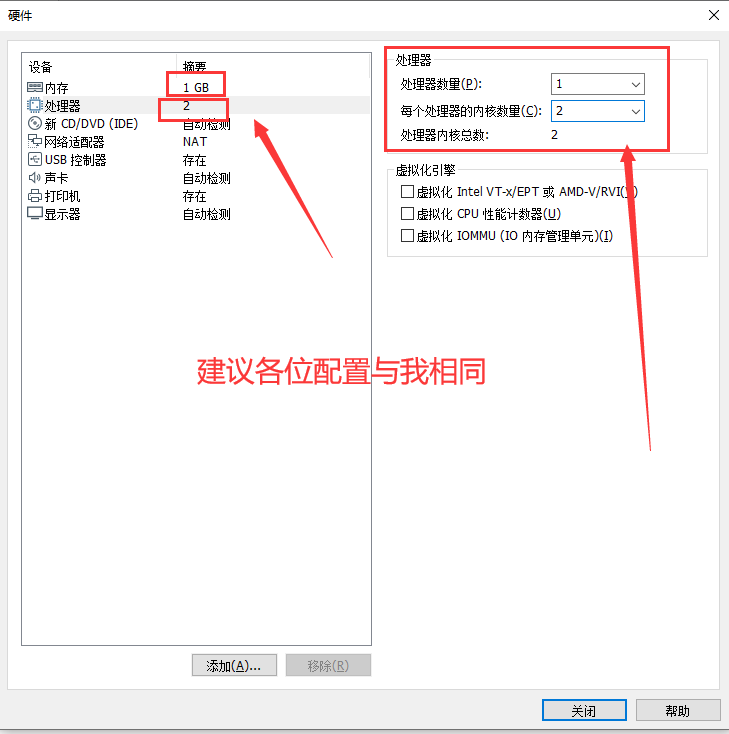 硬件
设备 摘要
内存 1 GB
处理器 2
新 CD/DVD (IDE) 自动检测
网络适配器 NAT
USB 控制器 存在
声卡 自动检测
打印机 存在
显示器 自动检测
处理器
处理器数量(P): 1
每个处理器的内核数量(C): 2
处理器内核总数: 2
虚拟化引擎
虚拟化 Intel VT-x/EPT 或 AMD-V/RVI(V)
虚拟化 CPU 性能计数器(U)
虚拟化 IOMMU (IO 内存管理单元)(I)
建议各位配置与我相同
添加(A)... 移除(R)
关闭 帮助